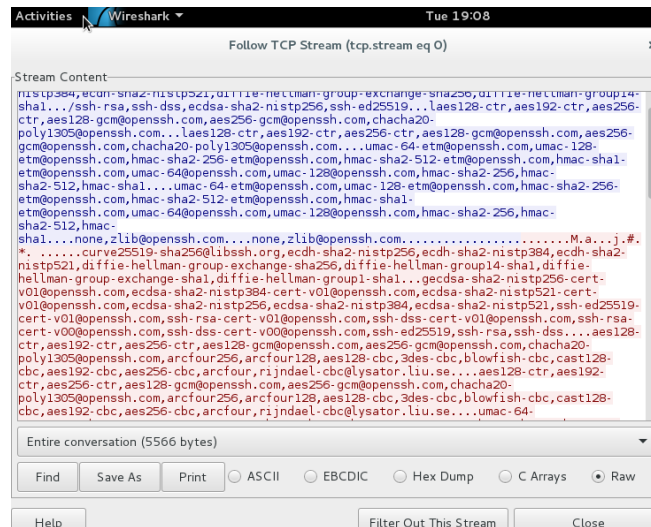 Activities Wireshark Tue 19:08
Follow TCP Stream (tcp.stream eq 0)
Stream Content
nistp384,ecdh-sha2-nistp521,diffie-hellman-group-exchange-sha256,diffie-hellman-group14-
sha1.../ssh-rsa,ssh-dss,ecdsa-sha2-nistp256,ssh-ed25519...laes128-ctr,aes192-ctr,aes256-
ctr,aes128-gcm@openssh.com,aes256-gcm@openssh.com,chacha20-
poly1305@openssh.com...laes128-ctr,aes192-ctr,aes256-ctr,aes128-gcm@openssh.com,aes256-
gcm@openssh.com,chacha20-poly1305@openssh.com....umac-64-etm@openssh.com,umac-128-
etm@openssh.com,hmac-sha2-256-etm@openssh.com,hmac-sha2-512-etm@openssh.com,hmac-sha1-
etm@openssh.com,umac-64@openssh.com,umac-128@openssh.com,hmac-sha2-256,hmac-
sha2-512,hmac-sha1....umac-64-etm@openssh.com,umac-128-etm@openssh.com,hmac-sha2-256-
etm@openssh.com,hmac-sha2-512-etm@openssh.com,hmac-sha1-
etm@openssh.com,umac-64@openssh.com,umac-128@openssh.com,hmac-sha2-256,hmac-
sha2-512,hmac-
sha1....none,zlib@openssh.com....none,zlib@openssh.com........................M.a...j.#.
*. ......curve25519-sha256@libssh.org,ecdh-sha2-nistp256,ecdh-sha2-nistp384,ecdh-sha2-
nistp521,diffie-hellman-group-exchange-sha256,diffie-hellman-group14-sha1,diffie-
hellman-group-exchange-sha1,diffie-hellman-group1-sha1...gecdsa-sha2-nistp256-cert-
v01@openssh.com,ecdsa-sha2-nistp384-cert-v01@openssh.com,ecdsa-sha2-nistp521-cert-
v01@openssh.com,ecdsa-sha2-nistp256,ecdsa-sha2-nistp384,ecdsa-sha2-nistp521,ssh-ed25519-
cert-v01@openssh.com,ssh-rsa-cert-v01@openssh.com,ssh-dss-cert-v01@openssh.com,ssh-rsa-
cert-v00@openssh.com,ssh-dss-cert-v00@openssh.com,ssh-ed25519,ssh-rsa,ssh-dss....aes128-
ctr,aes192-ctr,aes256-ctr,aes128-gcm@openssh.com,aes256-gcm@openssh.com,chacha20-
poly1305@openssh.com,arcfour256,arcfour128,aes128-cbc,3des-cbc,blowfish-cbc,cast128-
cbc,aes192-cbc,aes256-cbc,arcfour,rijndael-cbc@lysator.liu.se....aes128-ctr,aes192-
ctr,aes256-ctr,aes128-gcm@openssh.com,aes256-gcm@openssh.com,chacha20-
poly1305@openssh.com,arcfour256,arcfour128,aes128-cbc,3des-cbc,blowfish-cbc,cast128-
cbc,aes192-cbc,aes256-cbc,arcfour,rijndael-cbc@lysator.liu.se....umac-64-
Entire conversation (5566 bytes)
Find Save As Print ASCII EBCDIC Hex Dump C Arrays Raw
Help Filter Out This Stream Close